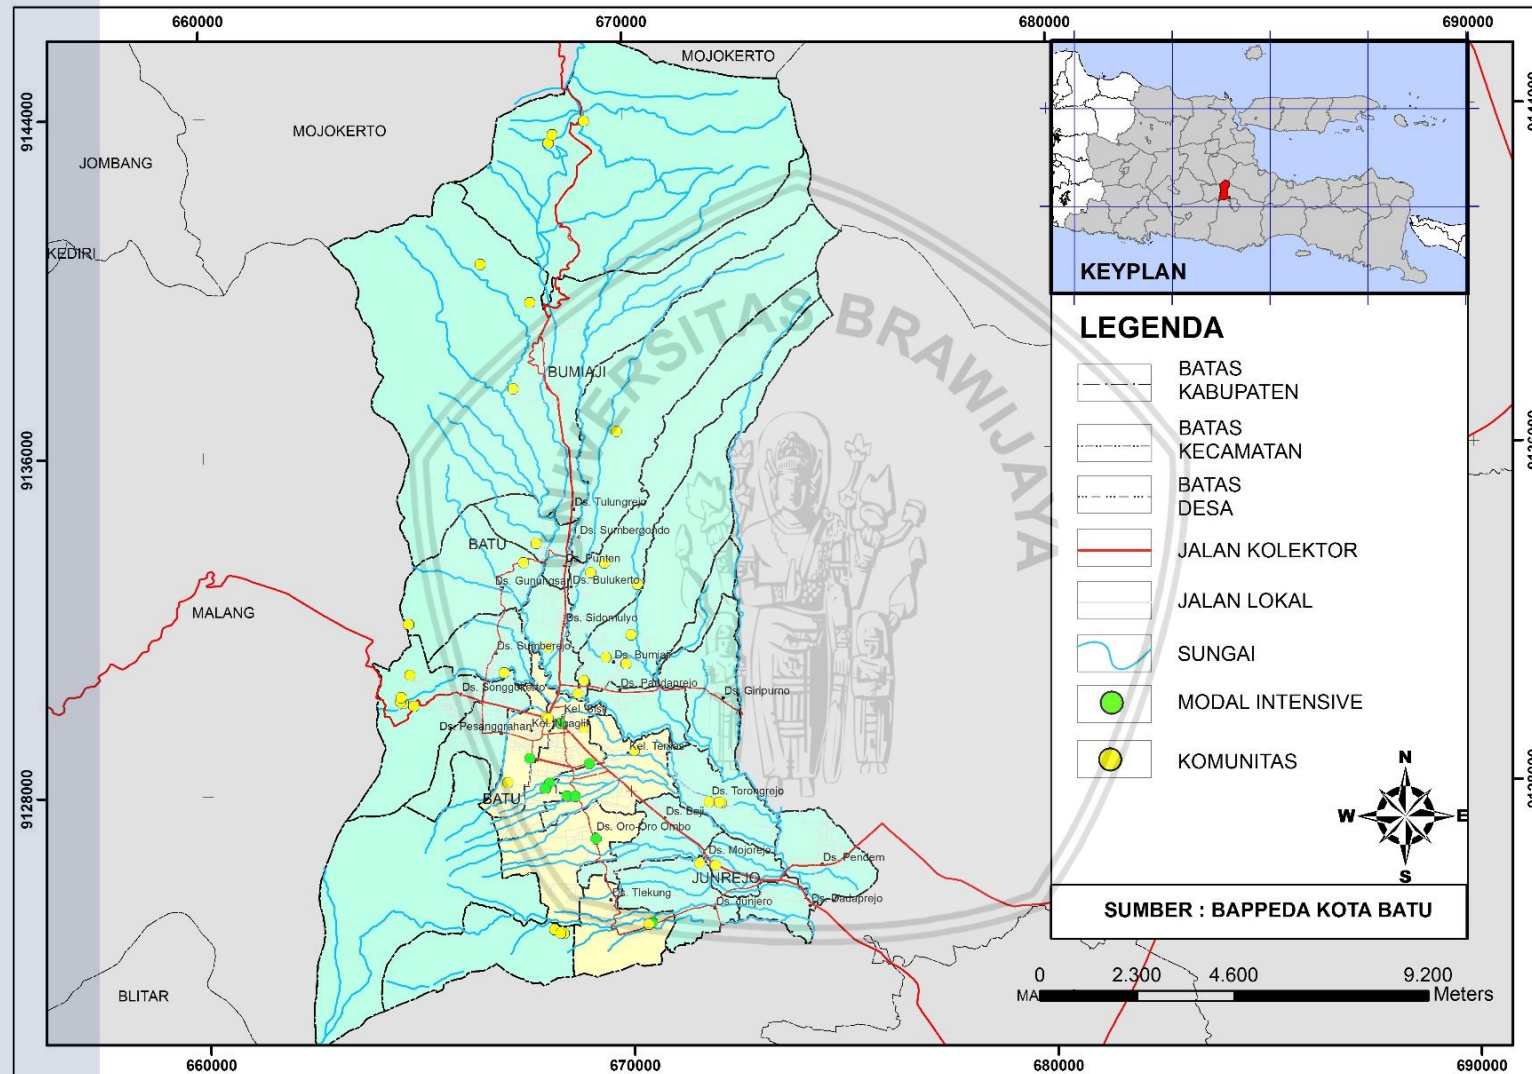 660000
670000
680000
690000
9144000
9136000
9128000
MOJOKERTO
MOJOKERTO
JOMBANG
KEDIRI
BUMIAJI
Ds. Tulungrejo
Ds. Sumbergondo
BATU
Ds. Punten
Ds. Gunungsari
Ds. Bulukerto
MALANG
Ds. Sidomulyo
Ds. Sumberejo
Ds. Bumiaji
Ds. Songgokerto
Ds. Pandanrejo
Ds. Giripurno
Kel. Sisir
Ds. Pesanggrahan
Kel. Ngaglik
Kel. Temas
BATU
Ds. Torongrejo
Ds. Beji
Ds. Oro-Oro Ombo
Ds. Mojorejo
Ds. Pendem
JUNREJO
Ds. Tlekung
Ds. Junjero
Ds. Dadaprejo
BLITAR
UNIVERSITAS BRAWIJAYA
KEYPLAN
LEGENDA
BATAS
KABUPATEN
BATAS
KECAMATAN
BATAS
DESA
JALAN KOLEKTOR
JALAN LOKAL
SUNGAI
MODAL INTENSIVE
KOMUNITAS
N
W
E
S
SUMBER : BAPPEDA KOTA BATU
0
2.300
4.600
9.200
Meters
660000
670000
680000
690000